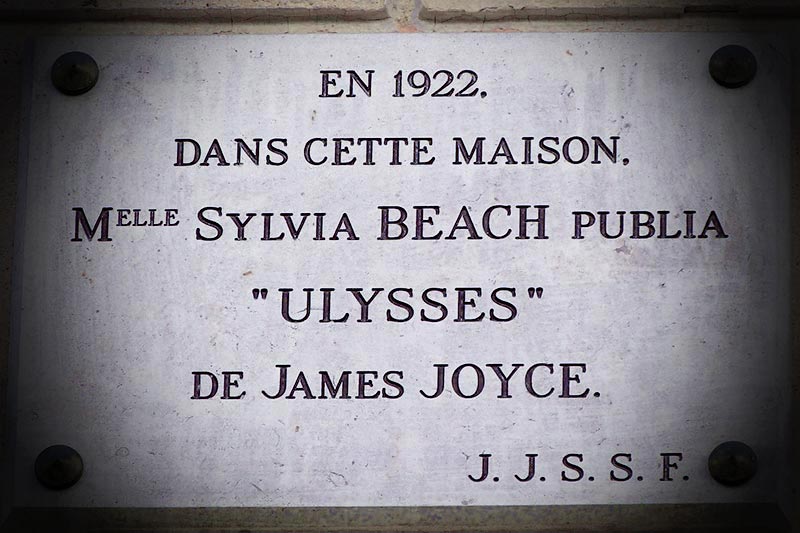 EN 1922,
DANS CETTE MAISON,
MELLE SYLVIA BEACH PUBLIA
"ULYSSES"
DE JAMES JOYCE.
J. J. S. S. F.